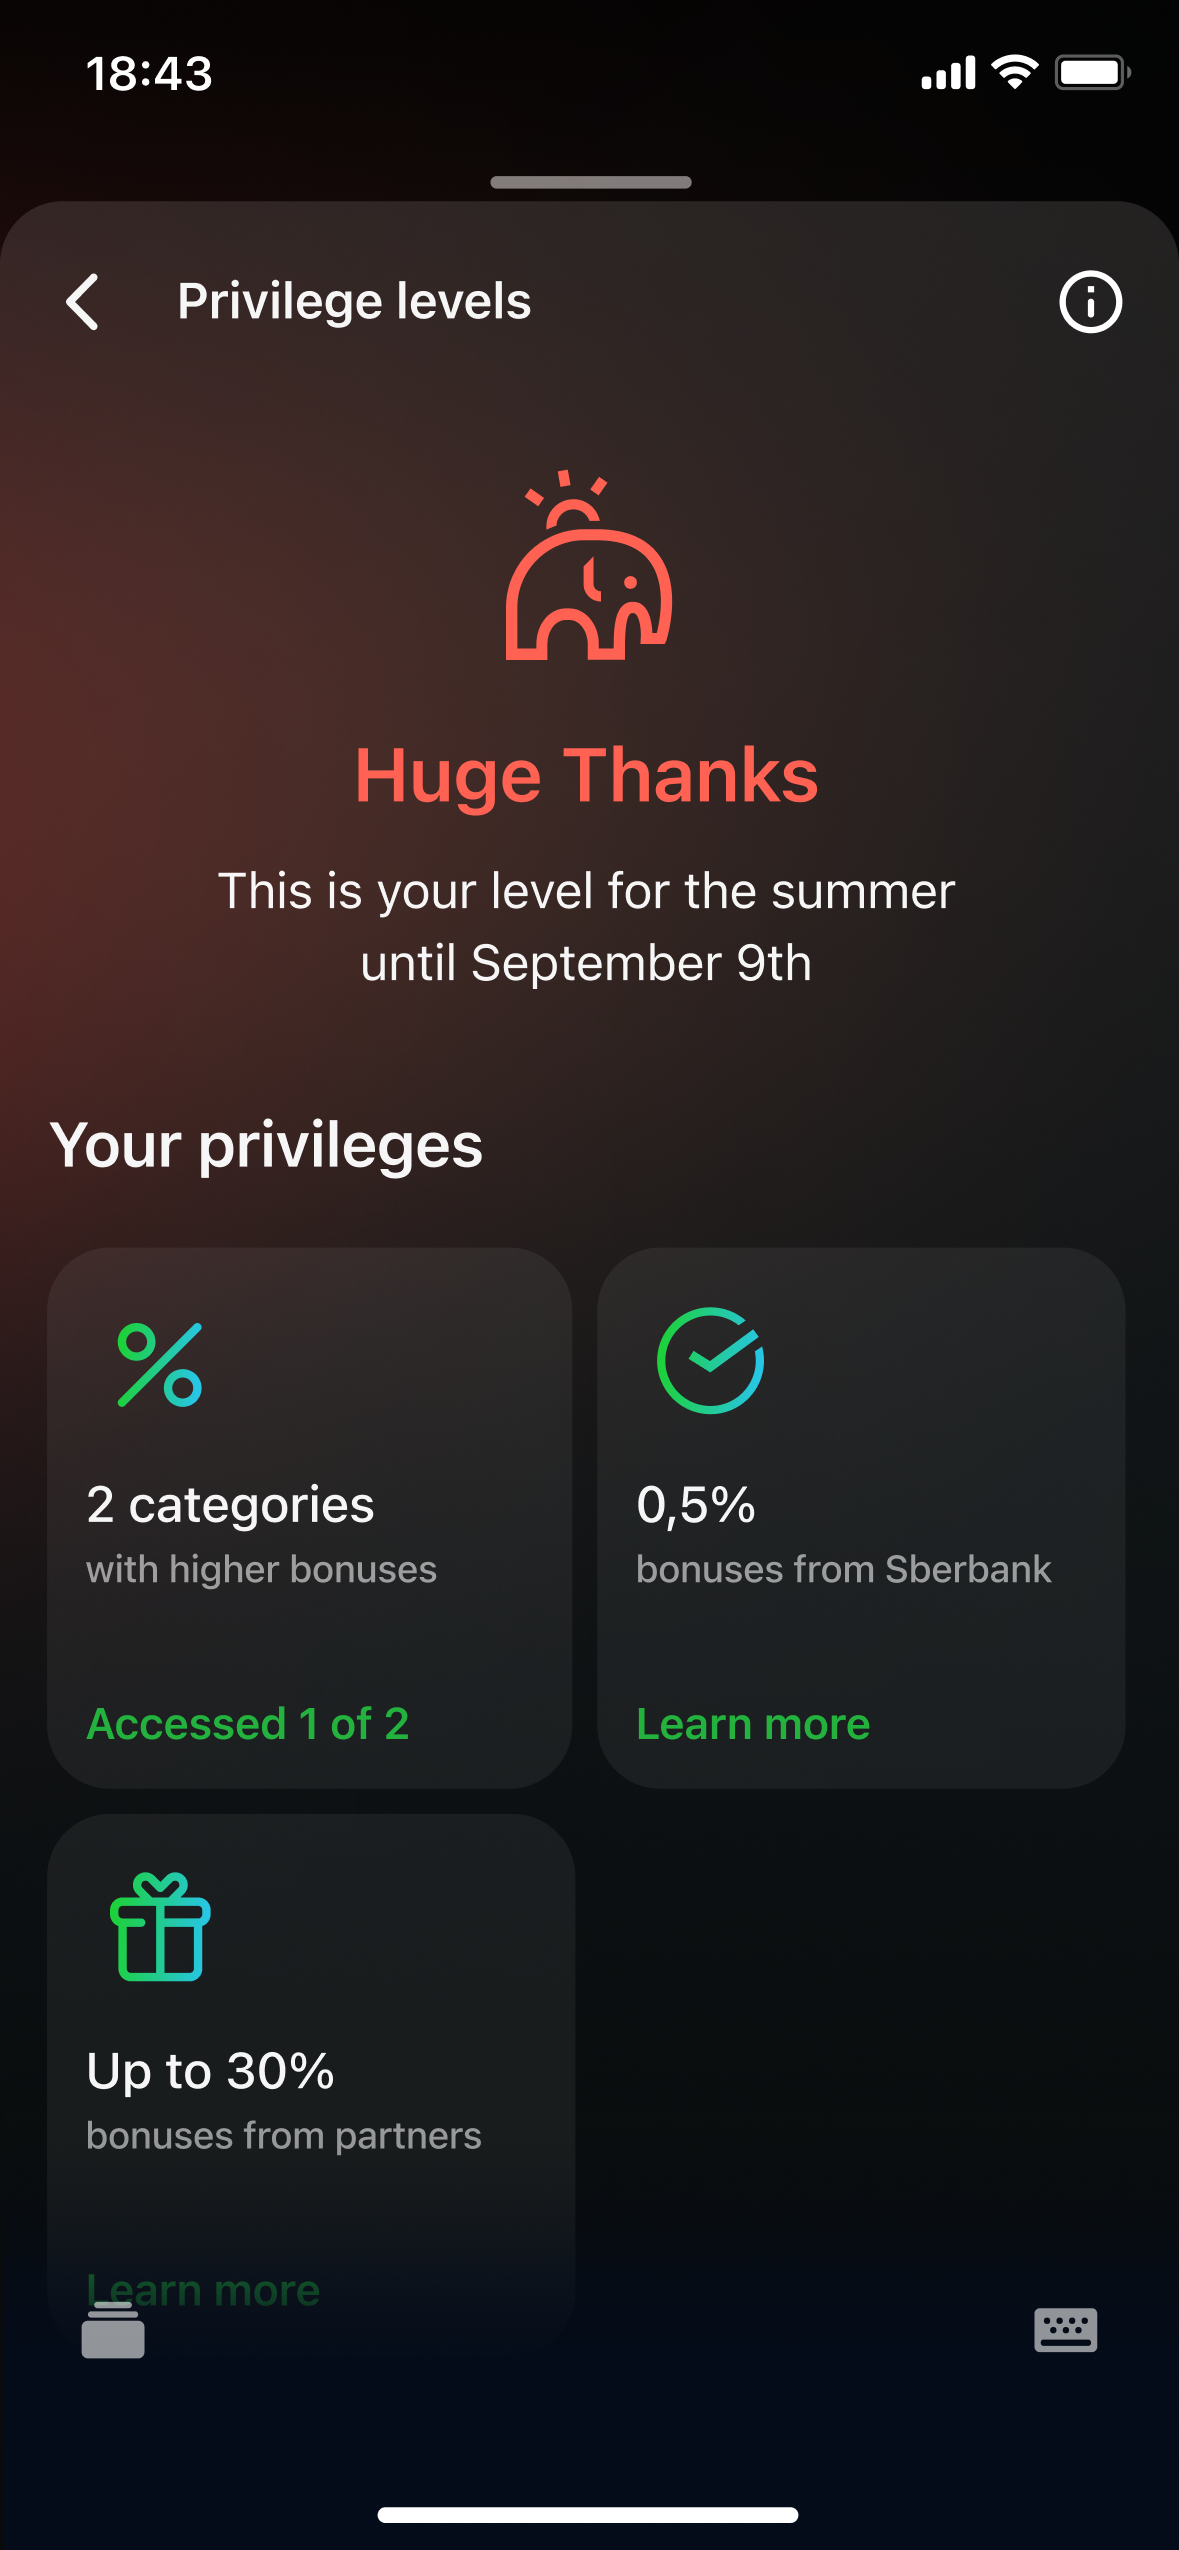 18:43
Privilege levels
Huge Thanks
This is your level for the summer
until September 9th
Your privileges
2 categories
with higher bonuses
Accessed 1 of 2
0,5%
bonuses from Sberbank
Learn more
Up to 30%
bonuses from partners
Learn more